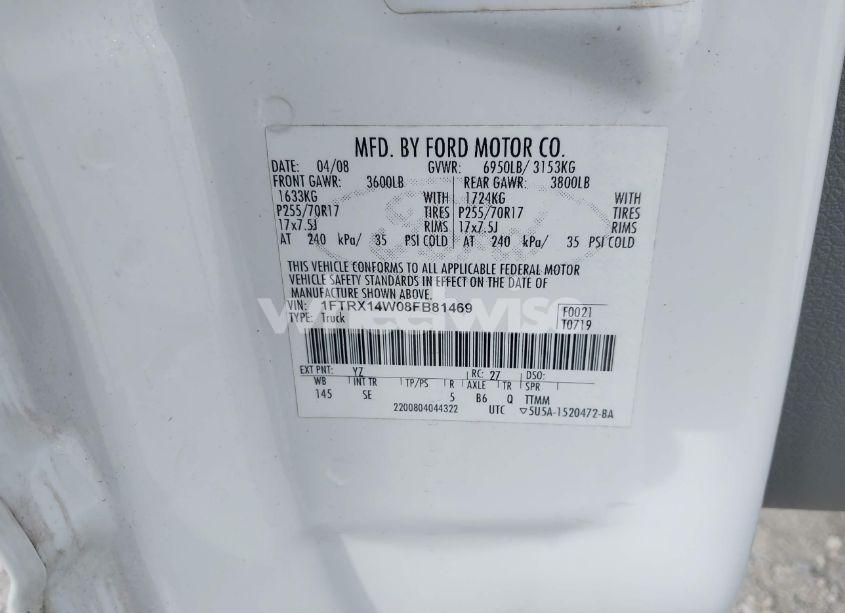 MFD. BY FORD MOTOR CO.
DATE: 04/08 GVWR: 6950LB/ 3153KG
FRONT GAWR: 3600LB REAR GAWR: 3800LB
1633KG WITH 1724KG WITH
P255/70R17 TIRES P255/70R17 TIRES
17x7.5J RIMS 17x7.5J RIMS
AT 240 kPa/ 35 PSI COLD AT 240 kPa/ 35 PSI COLD
THIS VEHICLE CONFORMS TO ALL APPLICABLE FEDERAL MOTOR
VEHICLE SAFETY STANDARDS IN EFFECT ON THE DATE OF
MANUFACTURE SHOWN ABOVE.
VIN: 1FTRX14W08FB81469 F0021
TYPE: Truck T0719
wheelwise
EXT PNT: YZ RC: 27 DSO:
WB INT TR TP/PS R AXLE TR SPR
145 SE 5 B6 Q TTMM
2200804044322 UTC ▽5U5A-1520472-BA